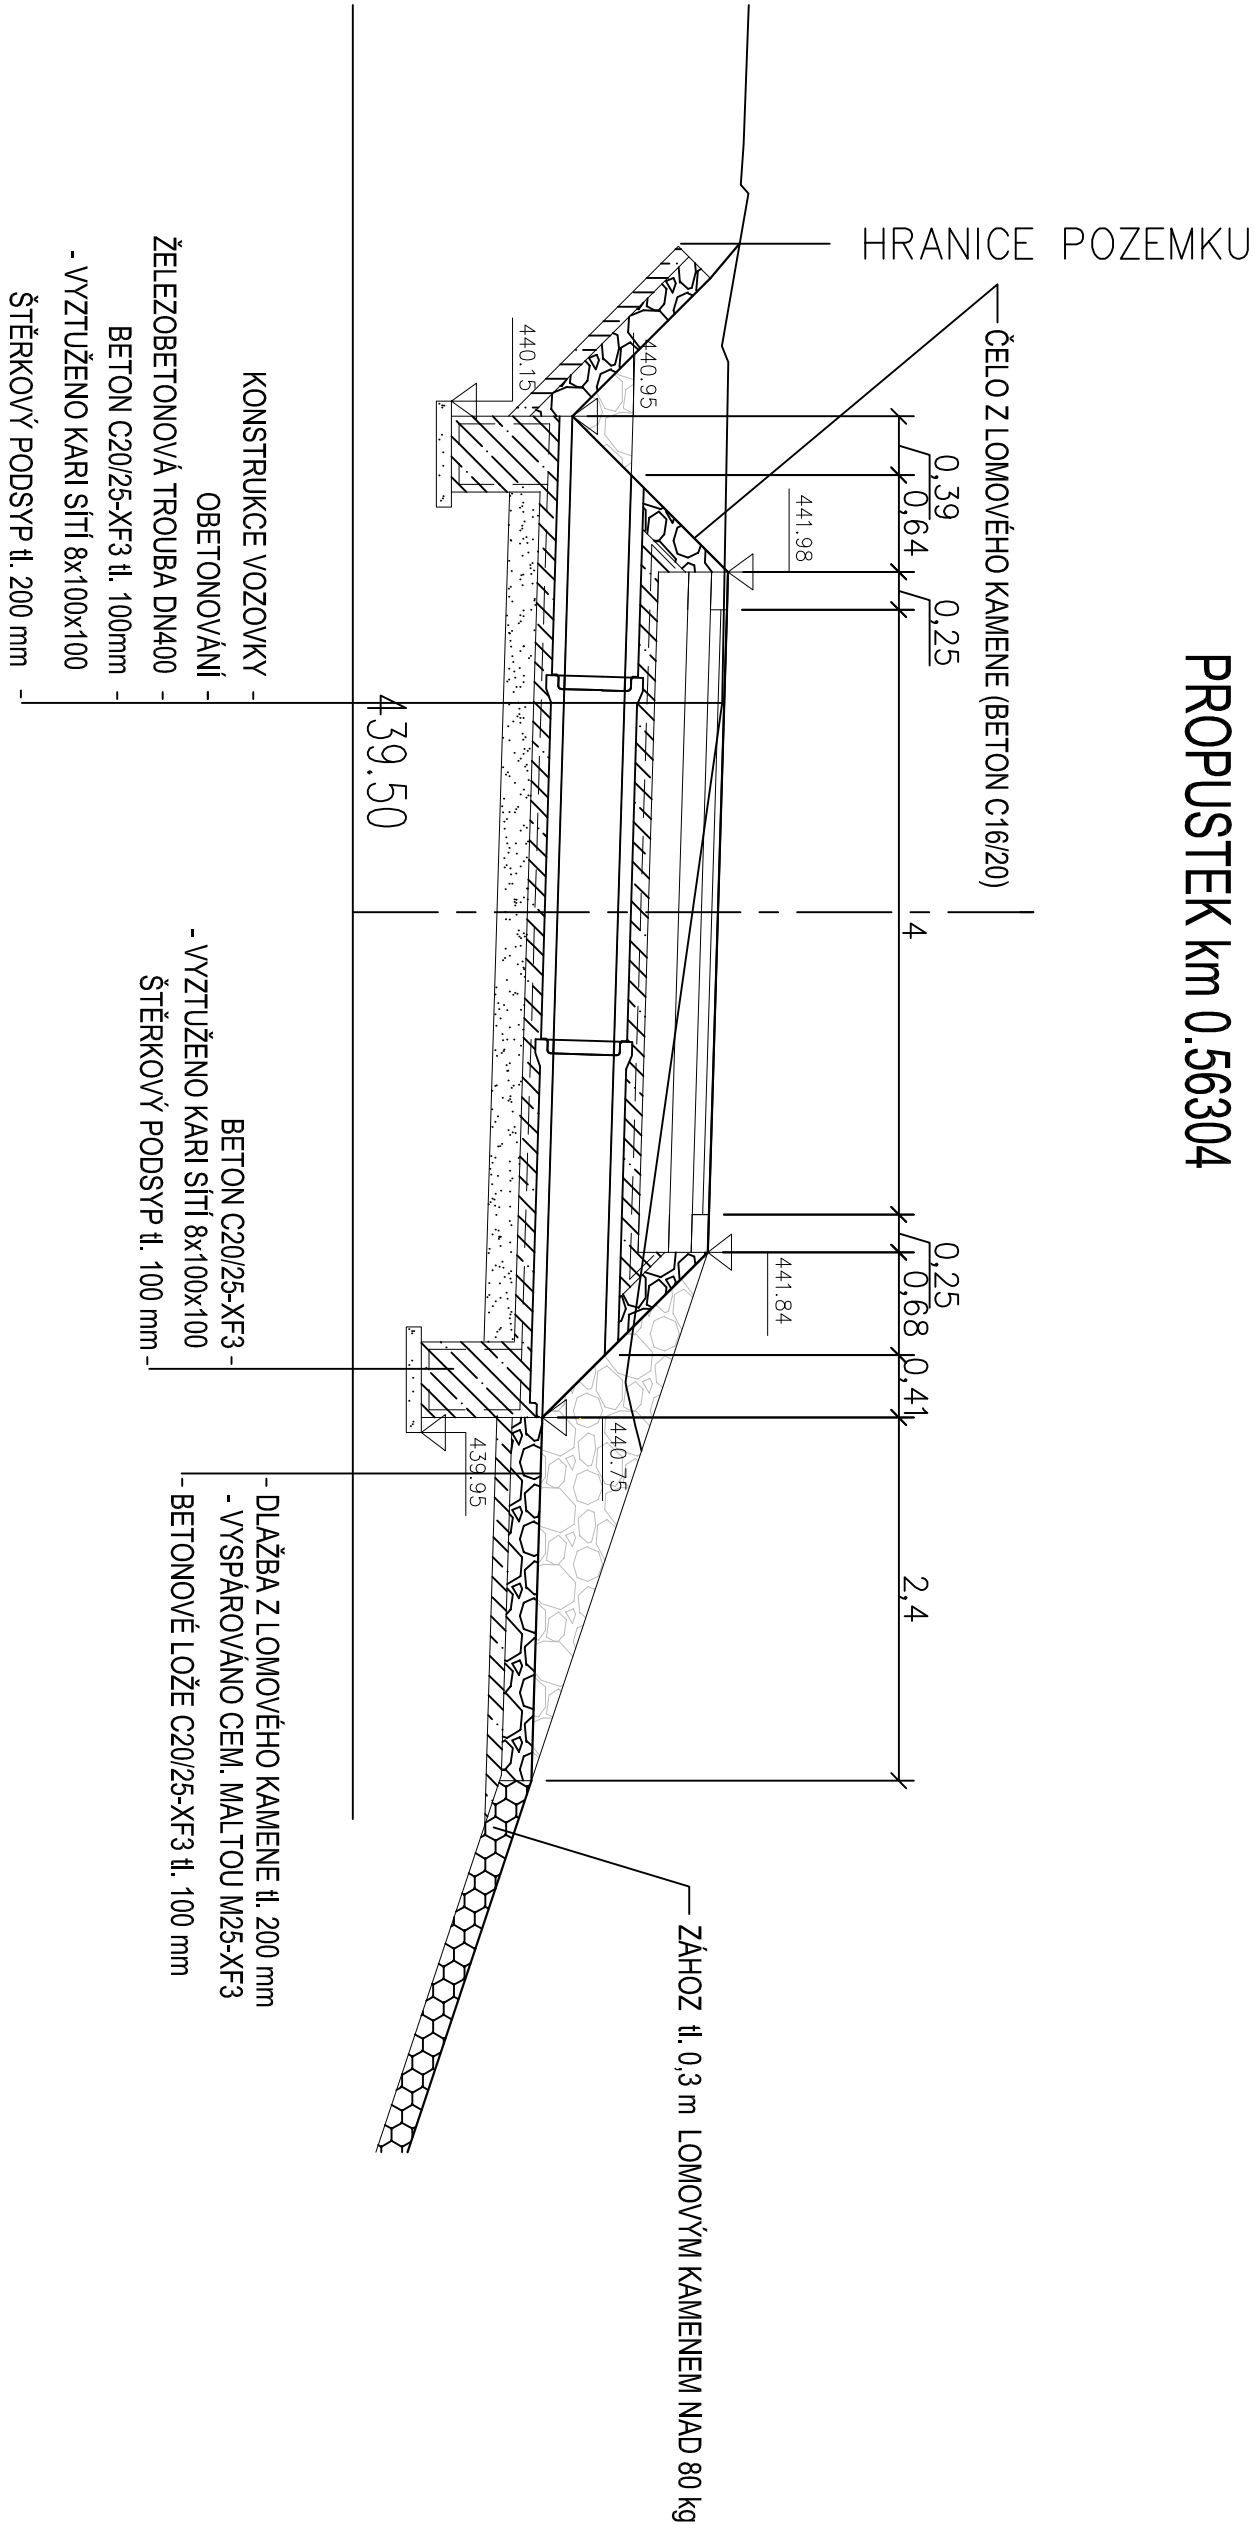 PROPUSTEK km 0.56304
HRANICE POZEMKU
ČELO Z LOMOVÉHO KAMENE (BETON C16/20)
0,39
0,64
0,25
4
0,25
0,68
0,41
2,4
441.98
441.84
440.95
440.15
440.75
439.95
439.50
KONSTRUKCE VOZOVKY -
OBETONOVÁNÍ -
ŽELEZOBETONOVÁ TROUBA DN400 -
BETON C20/25-XF3 tl. 100mm -
- VYZTUŽENO KARI SÍTÍ 8x100x100
ŠTĚRKOVÝ PODSYP tl. 200 mm -
BETON C20/25-XF3 -
- VYZTUŽENO KARI SÍTÍ 8x100x100
ŠTĚRKOVÝ PODSYP tl. 100 mm -
- DLAŽBA Z LOMOVÉHO KAMENE tl. 200 mm
- VYSPÁROVÁNO CEM. MALTOU M25-XF3
- BETONOVÉ LOŽE C20/25-XF3 tl. 100 mm
ZÁHOZ tl. 0,3 m LOMOVÝM KAMENEM NAD 80 kg